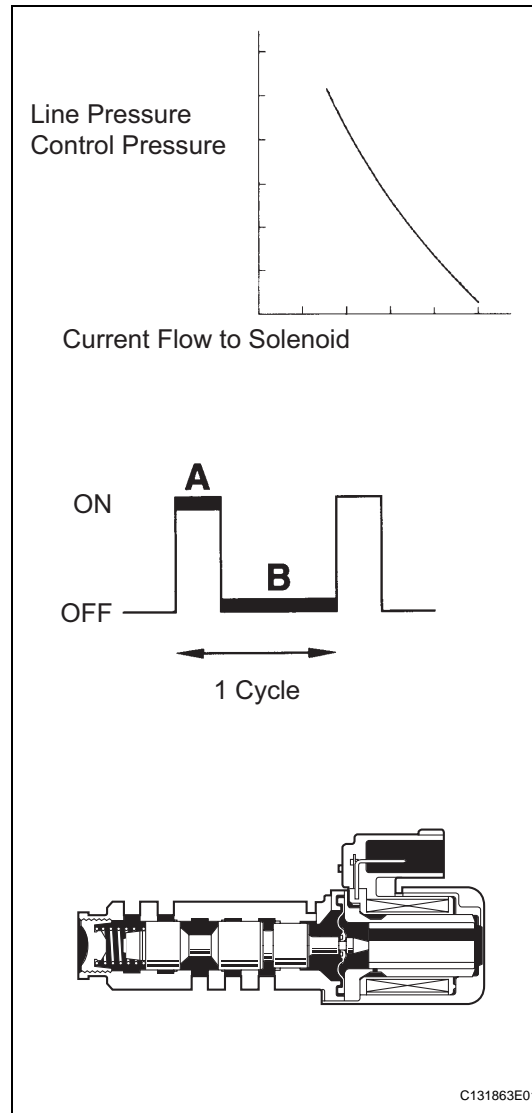 Line Pressure
Control Pressure
Current Flow to Solenoid
A
ON
B
OFF
1 Cycle
C131863E01